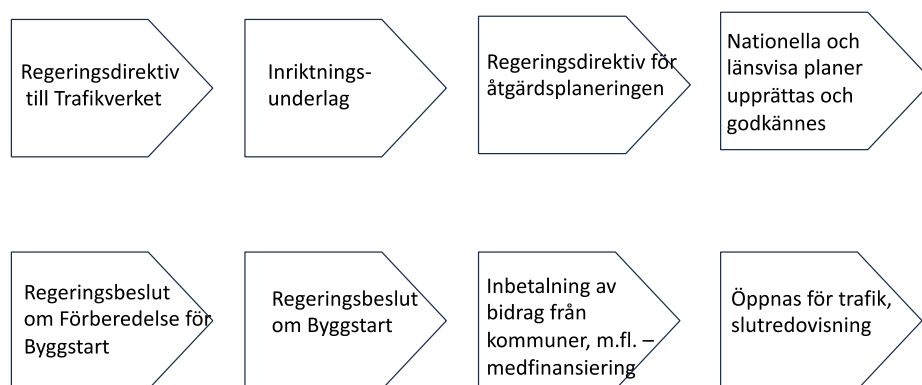 Regeringsdirektiv
till Trafikverket
Inriktnings-
underlag
Regeringsdirektiv för
åtgärdsplaneringen
Nationella och
länsvisa planer
upprättas och
godkännes
Regeringsbeslut
om Förberedelse för
Byggstart
Regeringsbeslut
om Byggstart
Inbetalning av
bidrag från
kommuner, m.fl. –
medfinansiering
Öppnas för trafik,
slutredovisning